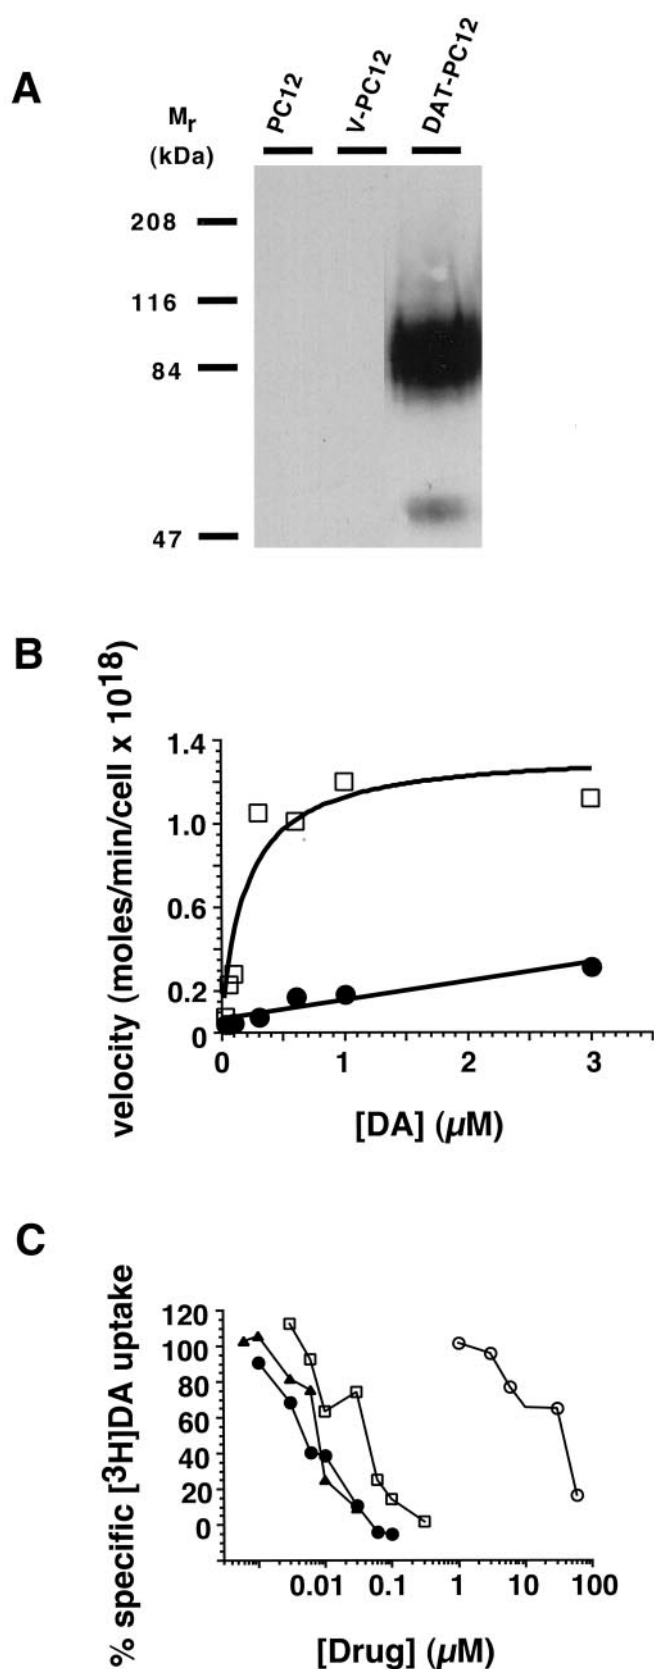 A
Mr
(kDa)
PC12
V-PC12
DAT-PC12
208
116
84
47
B
velocity (moles/min/cell x 10^18)
1.4
1.0
0.6
0.2
0
0
1
2
3
[DA] (µM)
C
% specific [³H]DA uptake
120
100
80
60
40
20
0
0.01
0.1
1
10
100
[Drug] (µM)